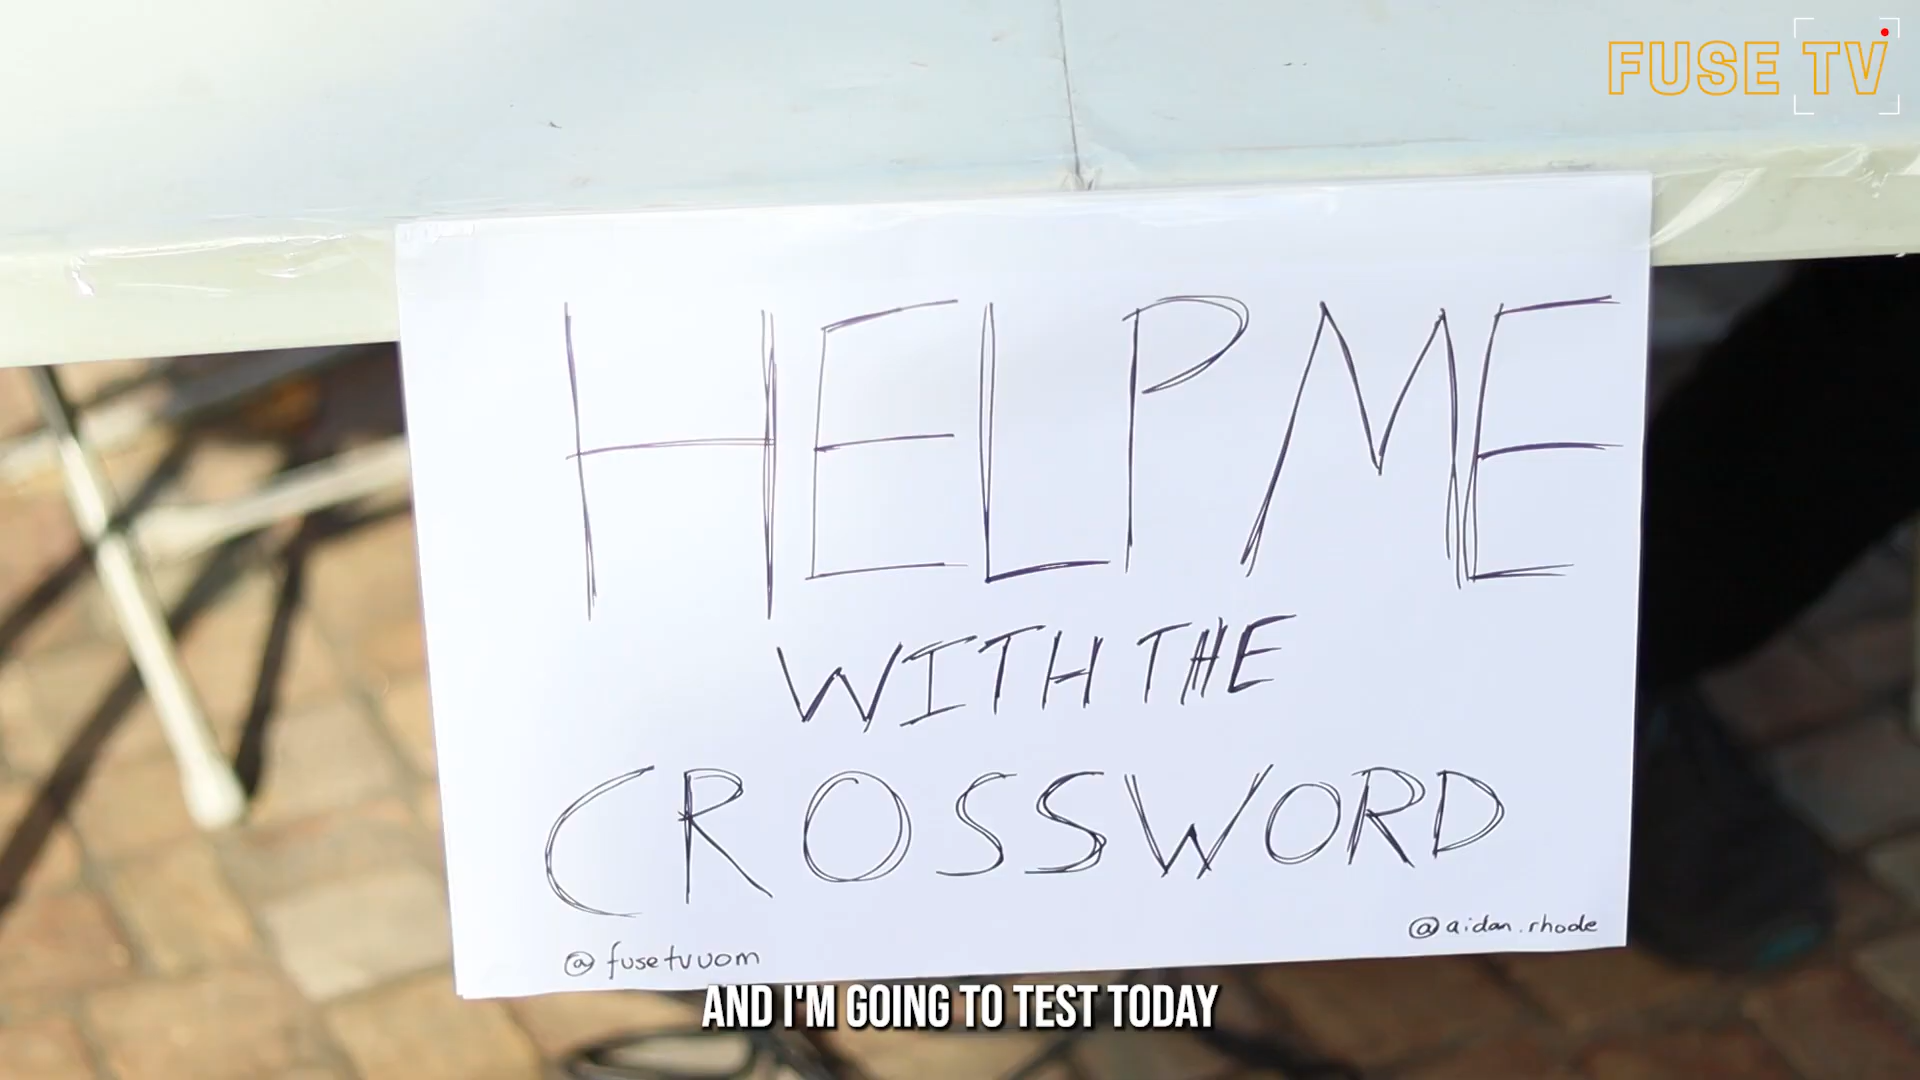 FUSE TV
HELP ME
WITH THE
CROSSWORD
@aidan.rhode
@fusetvuom
AND I'M GOING TO TEST TODAY